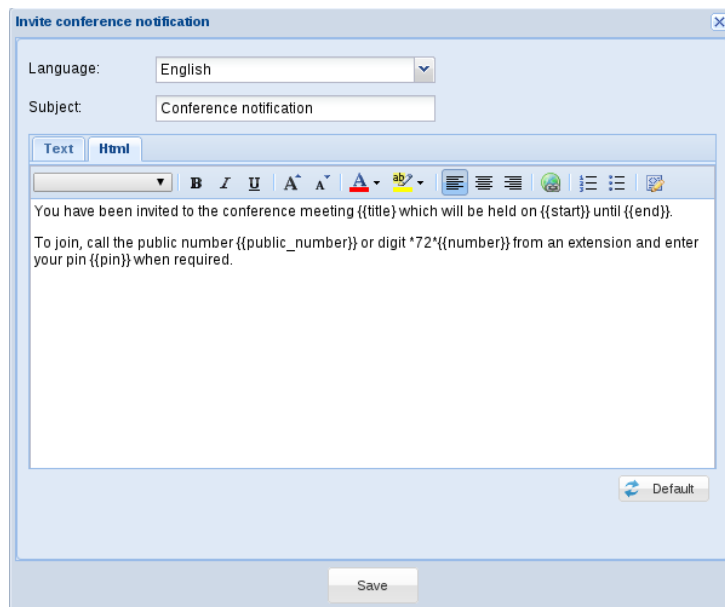 Invite conference notification
Language: English
Subject: Conference notification
Text Html
B I U A A A ab
You have been invited to the conference meeting {{title} which will be held on {{start}} until {{end}}.
To join, call the public number {{public_number}} or digit *72*{{number}} from an extension and enter
your pin {{pin}} when required.
Default
Save